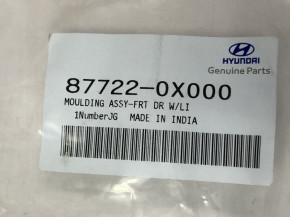 HYUNDAI
Genuine Parts
87722-0X000
MOULDING ASSY-FRT DR W/LI
1NumberJG MADE IN INDIA